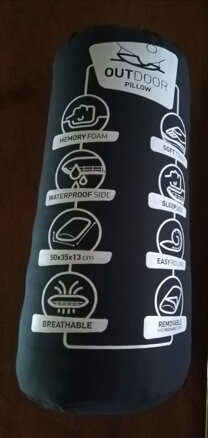 OUTDOOR
PILLOW
MEMORY FOAM
SOFT
WATERPROOF SIDE
SLEEP
50x35x13 cm
EASY
BREATHABLE
REMOVABLE